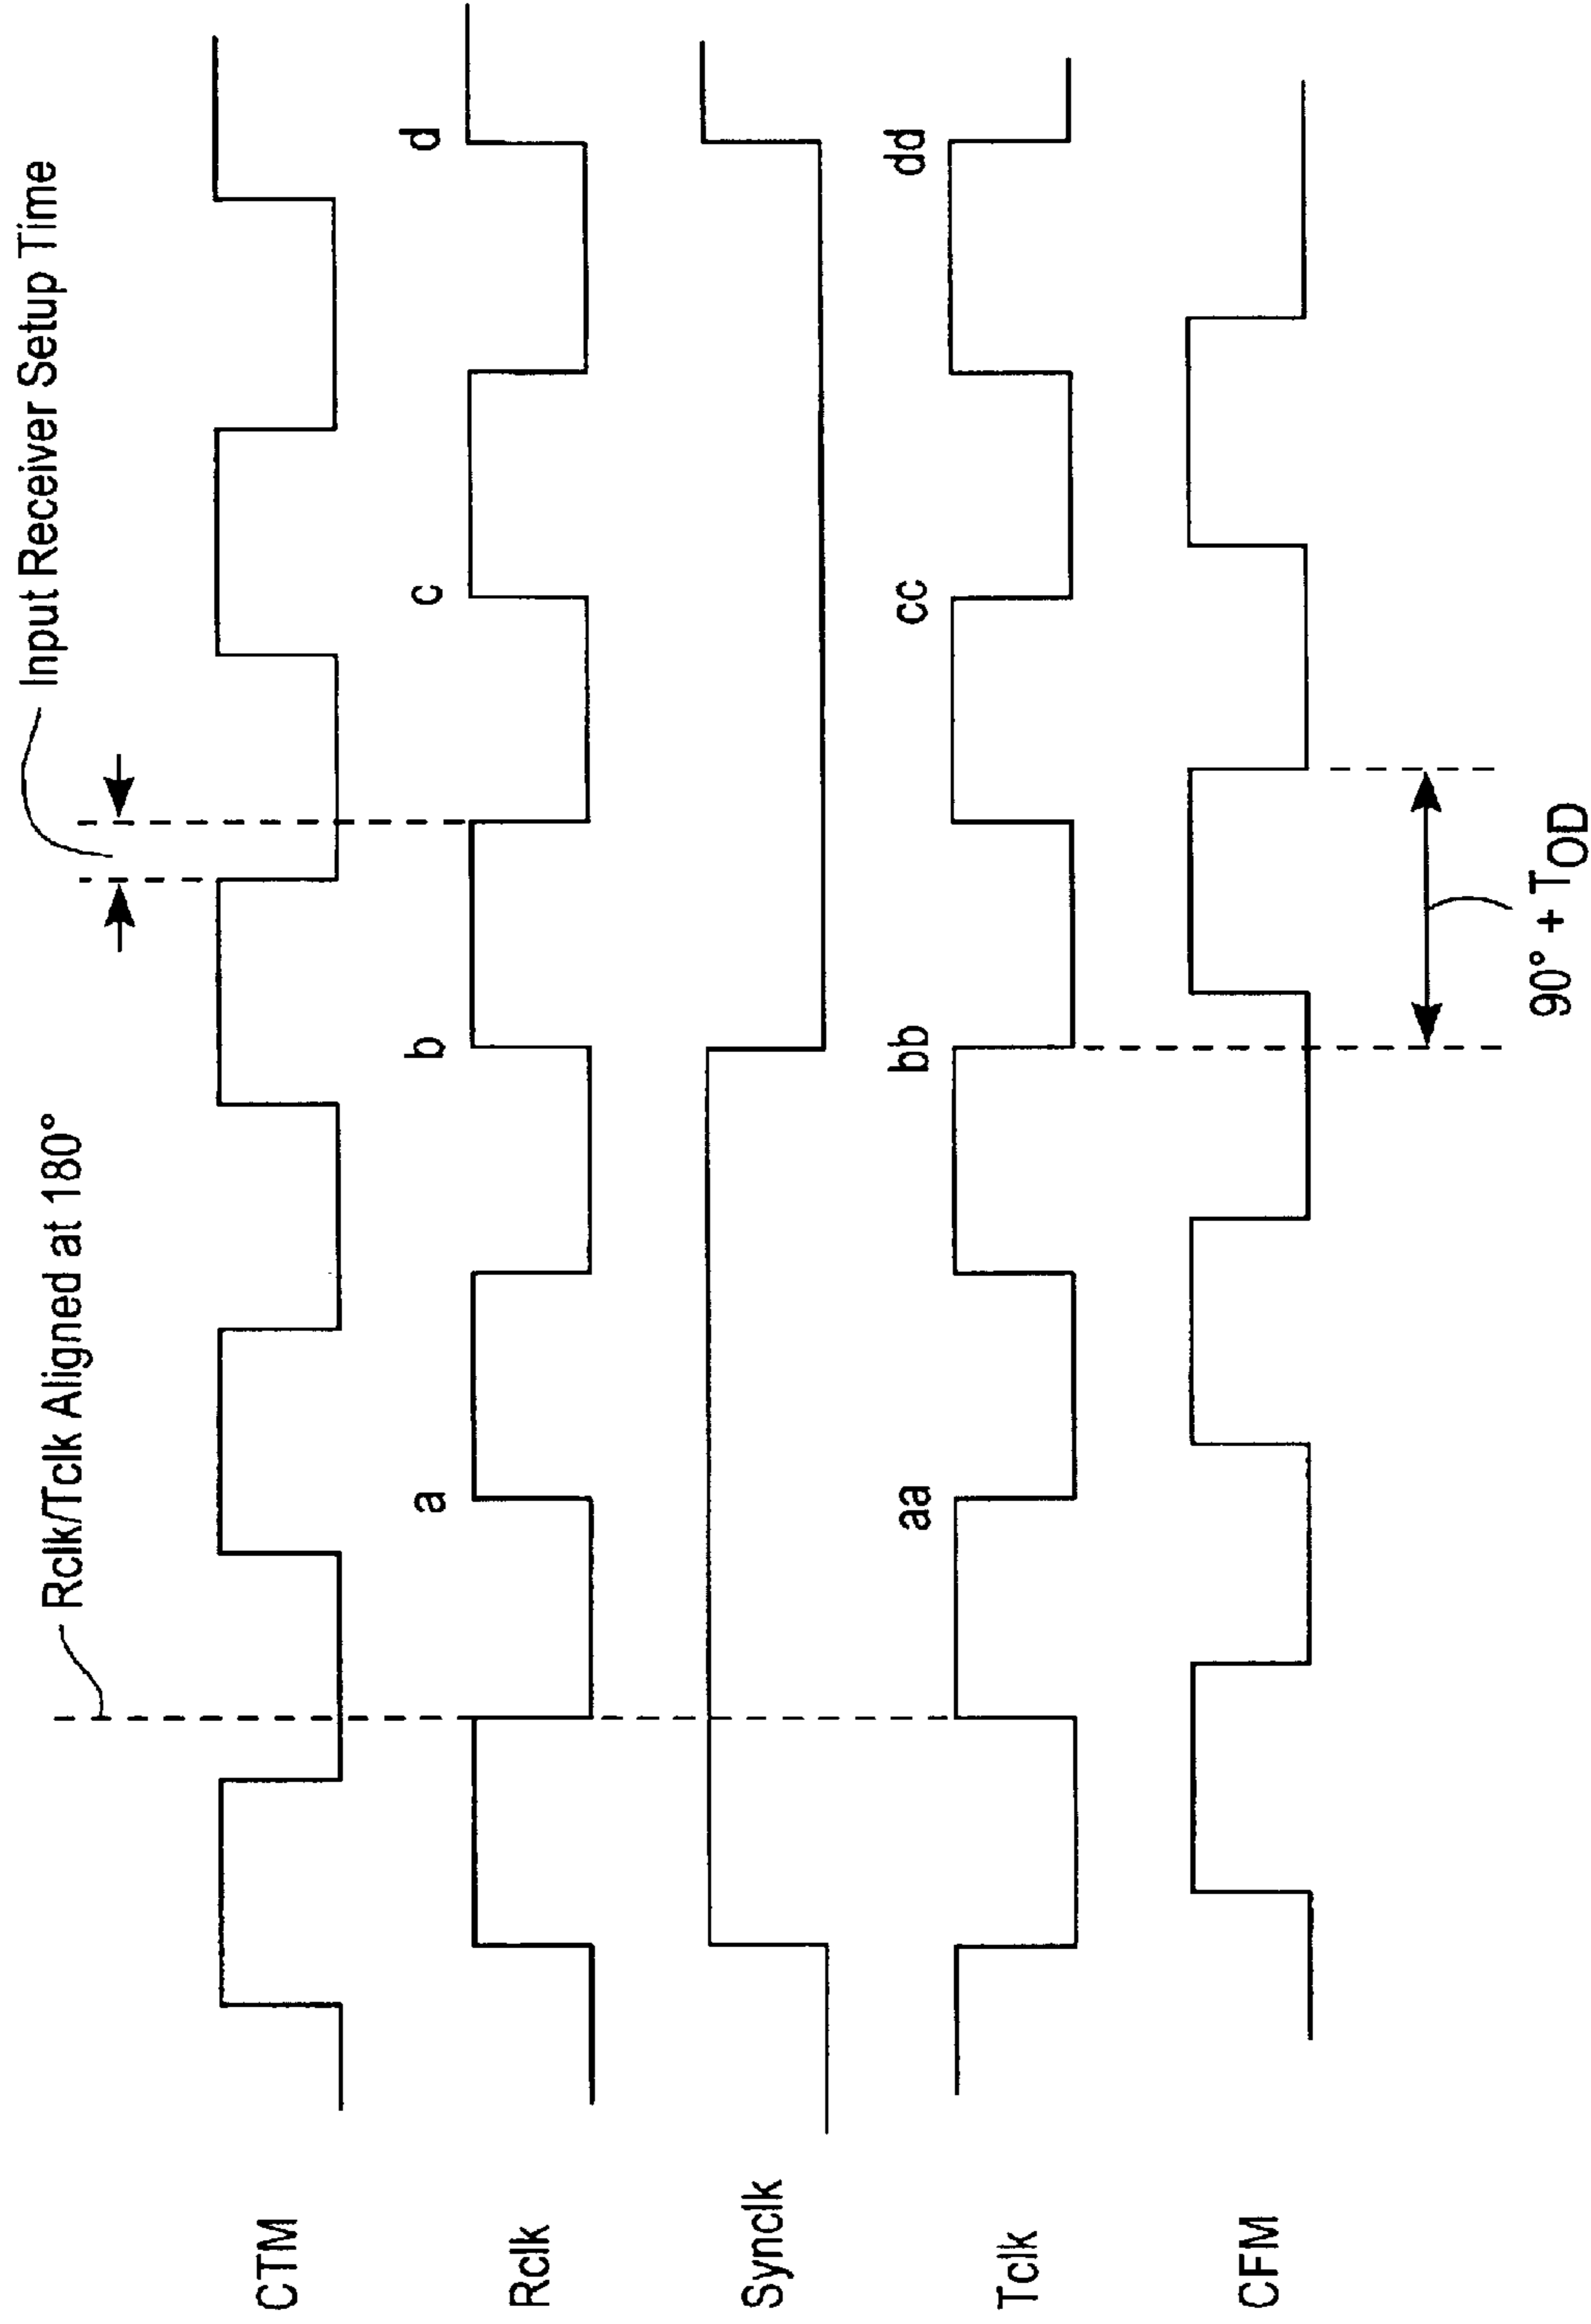 Rclk/Tclk Aligned at 180°
Input Receiver Setup Time
CTM
Rclk
a
b
c
d
Synclk
Tclk
aa
bb
cc
dd
CFM
90° + TOD